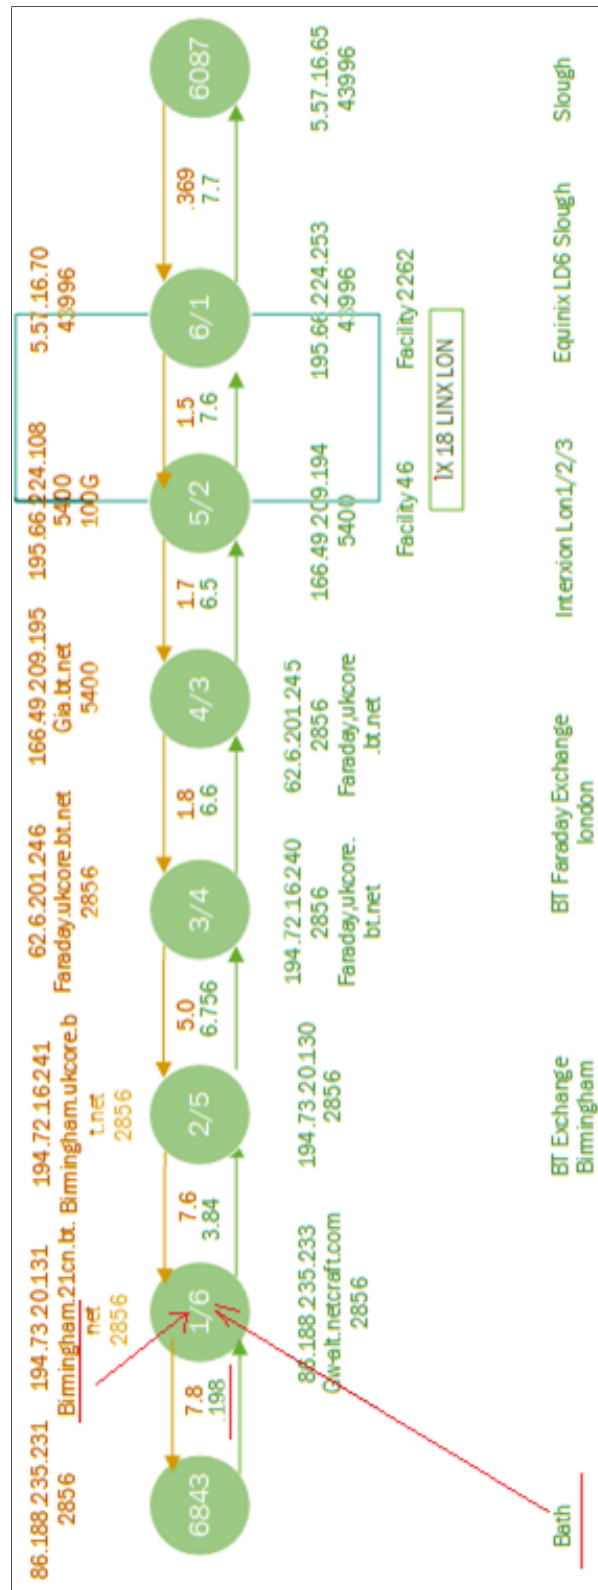 86.188.235.231
2856
194.73.20.131
Birmingham.21cn.bt.
net
2856
194.72.16.241
Birmingham.ukcore.b
t.net
2856
62.6.201.246
Faraday.ukcore.bt.net
2856
166.49.209.195
Gia.bt.net
5400
195.66.224.108
5400
100G
5.57.16.70
43996
6843
7.8
.198
1/6
7.6
3.84
2/5
5.0
6.756
3/4
1.8
6.6
4/3
1.7
6.5
5/2
1.5
7.6
6/1
.369
7.7
6087
86.188.235.233
Gw-alt.netcraft.com
2856
194.73.20.130
2856
194.72.16.240
2856
Faraday,ukcore.
bt.net
62.6.201.245
2856
Faraday,ukcore
.bt.net
166.49.209.194
5400
195.66.224.253
43996
5.57.16.65
43996
Facility 46
Facility 2262
IX 18 LINX LON
Bath
BT Exchange
Birmingham
BT Faraday Exchange
london
Interxion Lon1/2/3
Equinix LD6 Slough
Slough